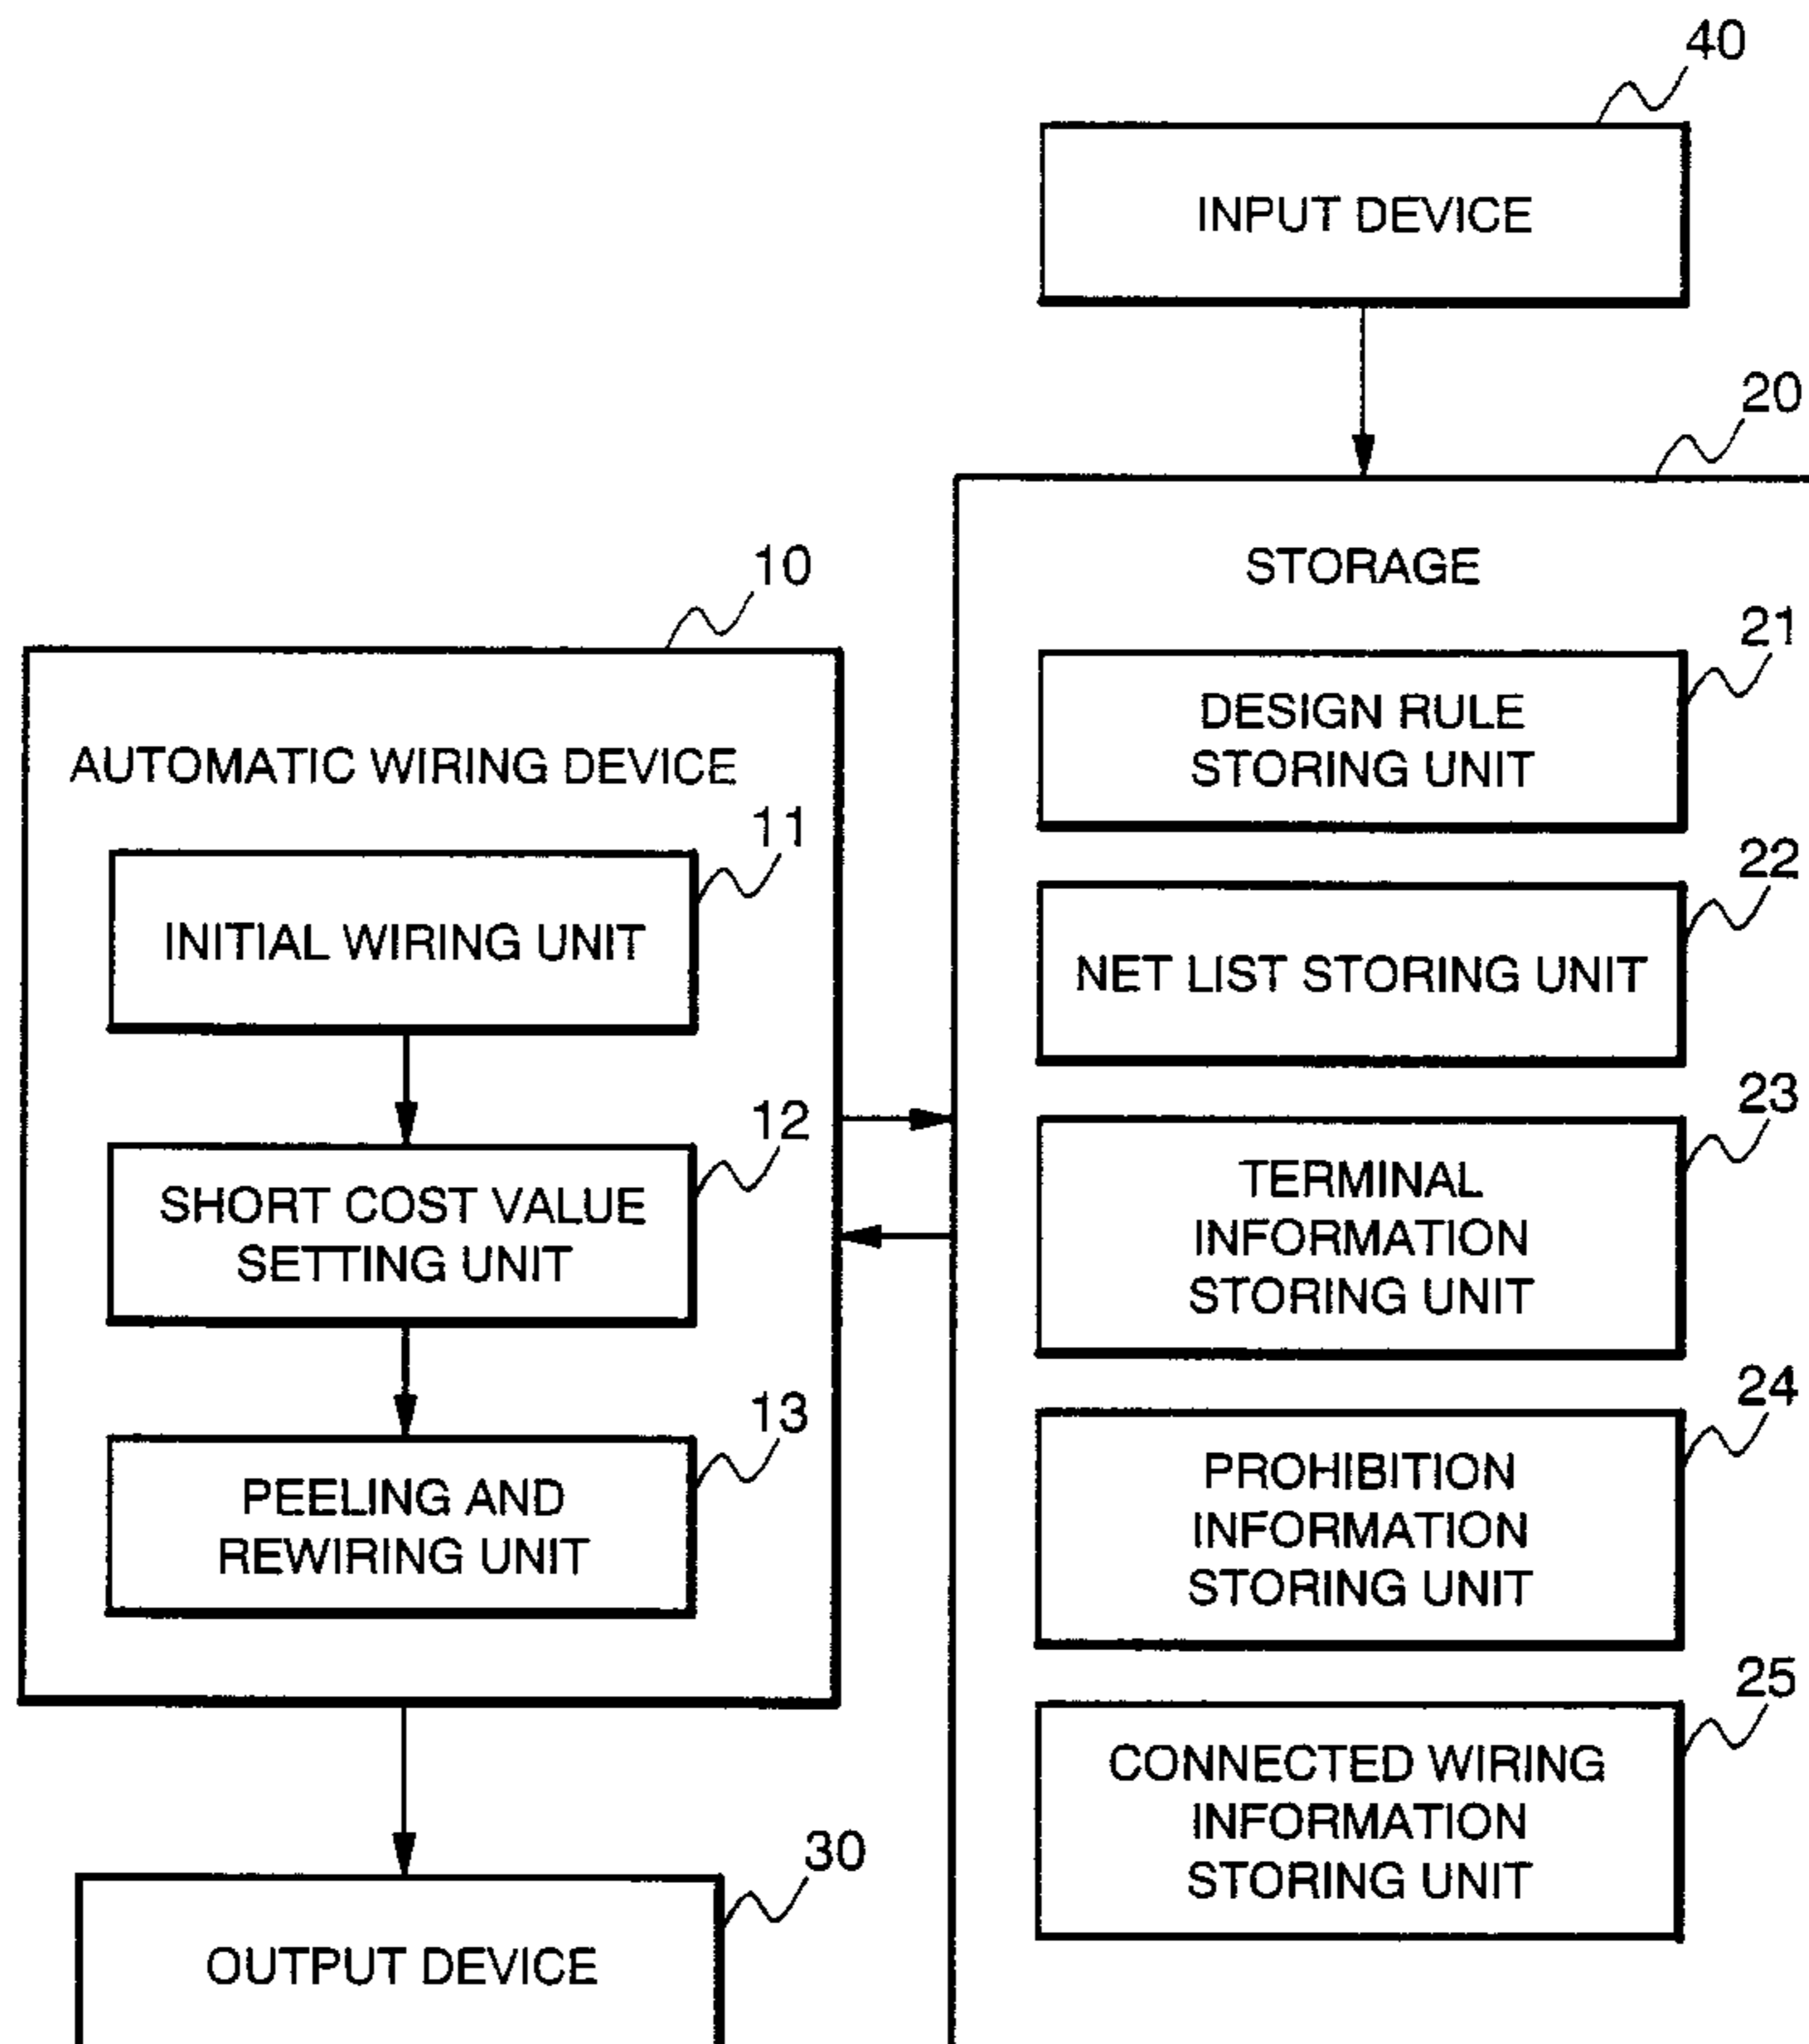 40
INPUT DEVICE
20
STORAGE
10
AUTOMATIC WIRING DEVICE
11
INITIAL WIRING UNIT
12
SHORT COST VALUE
SETTING UNIT
13
PEELING AND
REWIRING UNIT
21
DESIGN RULE
STORING UNIT
22
NET LIST STORING UNIT
23
TERMINAL
INFORMATION
STORING UNIT
24
PROHIBITION
INFORMATION
STORING UNIT
25
CONNECTED WIRING
INFORMATION
STORING UNIT
30
OUTPUT DEVICE